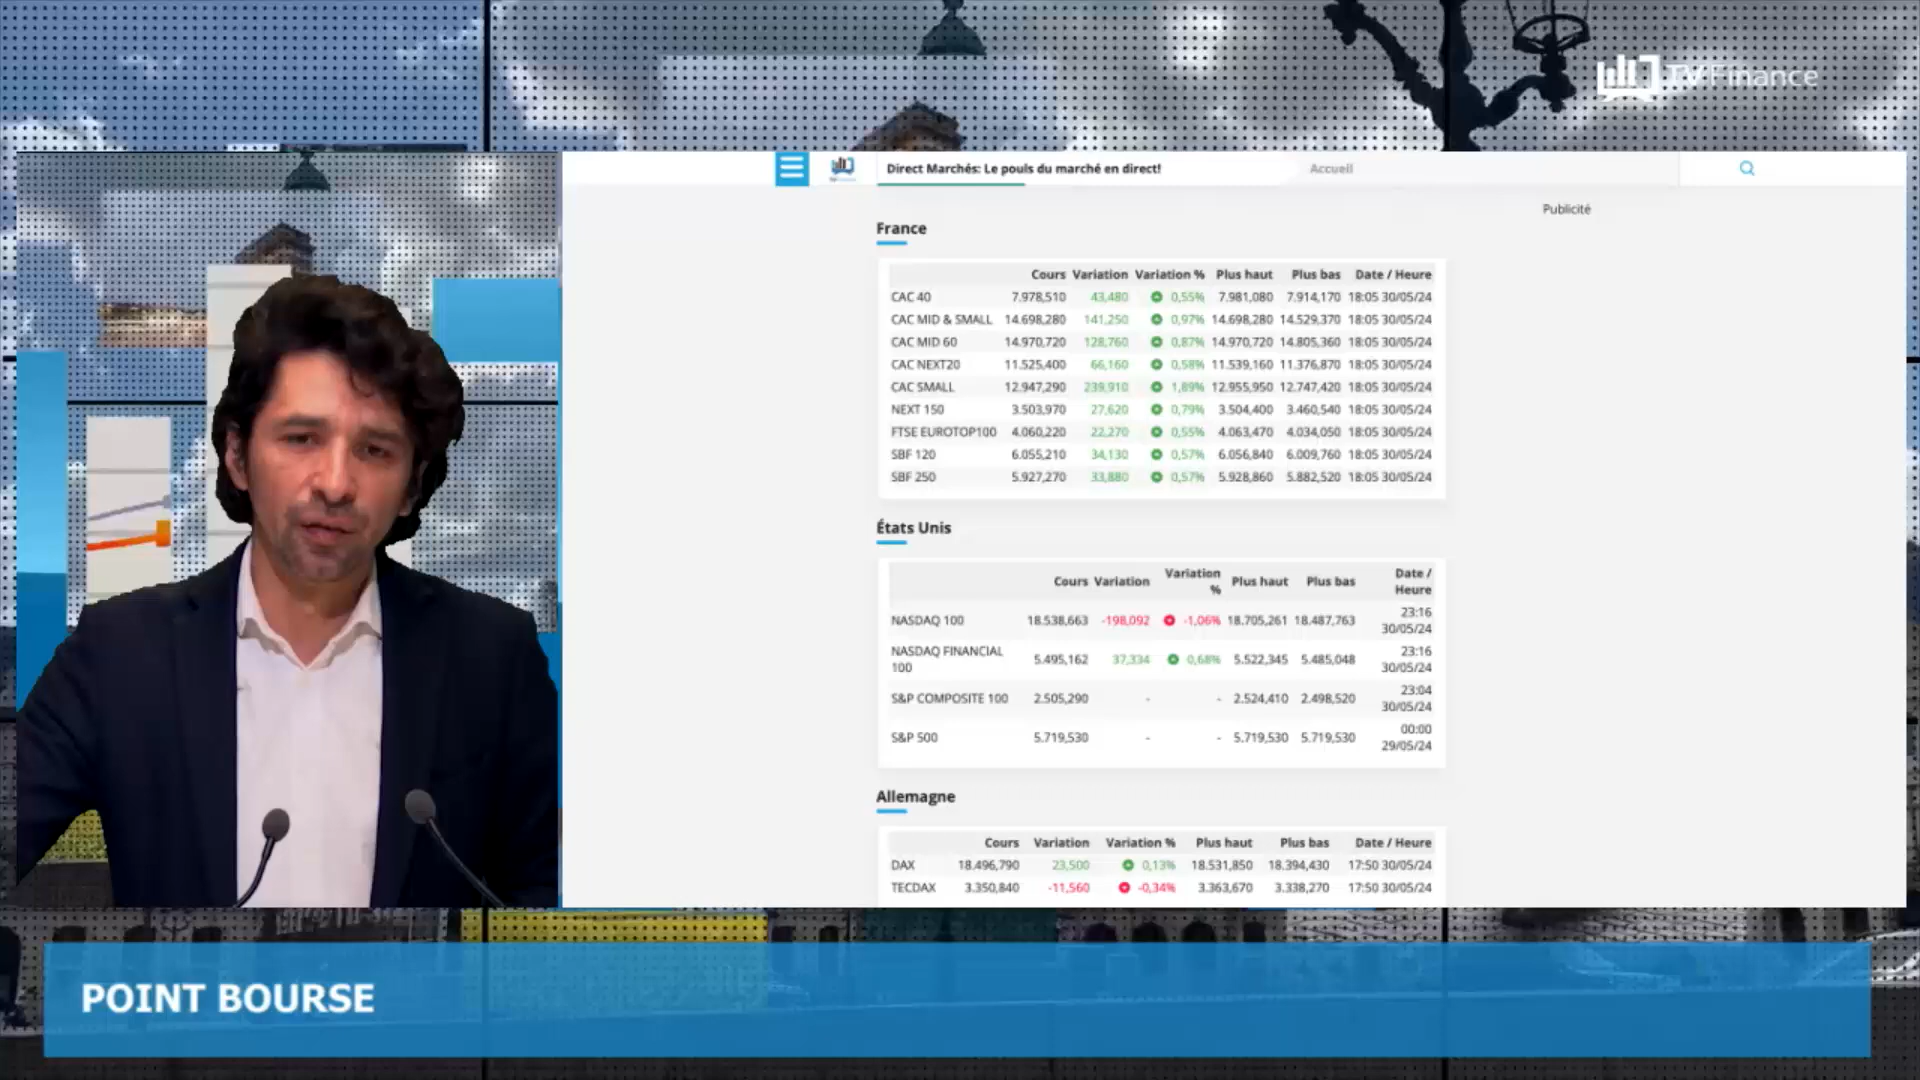 TVFinance
Direct Marchés: Le pouls du marché en direct! Accueil
Publicité
France
Cours Variation Variation % Plus haut Plus bas Date / Heure
CAC 40 7.978,510 43,480 0,55% 7.981,080 7.914,170 18:05 30/05/24
CAC MID & SMALL 14.698,280 141,250 0,97% 14.698,280 14.529,370 18:05 30/05/24
CAC MID 60 14.970,720 128,760 0,87% 14.970,720 14.805,360 18:05 30/05/24
CAC NEXT20 11.525,400 66,160 0,58% 11.539,160 11.376,870 18:05 30/05/24
CAC SMALL 12.947,290 239,910 1,89% 12.955,950 12.747,420 18:05 30/05/24
NEXT 150 3.503,970 27,620 0,79% 3.504,400 3.460,540 18:05 30/05/24
FTSE EUROTOP100 4.060,220 22,270 0,55% 4.063,470 4.034,050 18:05 30/05/24
SBF 120 6.055,210 34,130 0,57% 6.056,840 6.009,760 18:05 30/05/24
SBF 250 5.927,270 33,880 0,57% 5.928,860 5.882,520 18:05 30/05/24
États Unis
Cours Variation Variation % Plus haut Plus bas Date / Heure
NASDAQ 100 18.538,663 -198,092 -1,06% 18.705,261 18.487,763 23:16 30/05/24
NASDAQ FINANCIAL 100 5.495,162 37,334 0,68% 5.522,345 5.485,048 23:16 30/05/24
S&P COMPOSITE 100 2.505,290 - - 2.524,410 2.498,520 23:04 30/05/24
S&P 500 5.719,530 - - 5.719,530 5.719,530 00:00 29/05/24
Allemagne
Cours Variation Variation % Plus haut Plus bas Date / Heure
DAX 18.496,790 23,500 0,13% 18.531,850 18.394,430 17:50 30/05/24
TECDAX 3.350,840 -11,560 -0,34% 3.363,670 3.338,270 17:50 30/05/24
POINT BOURSE